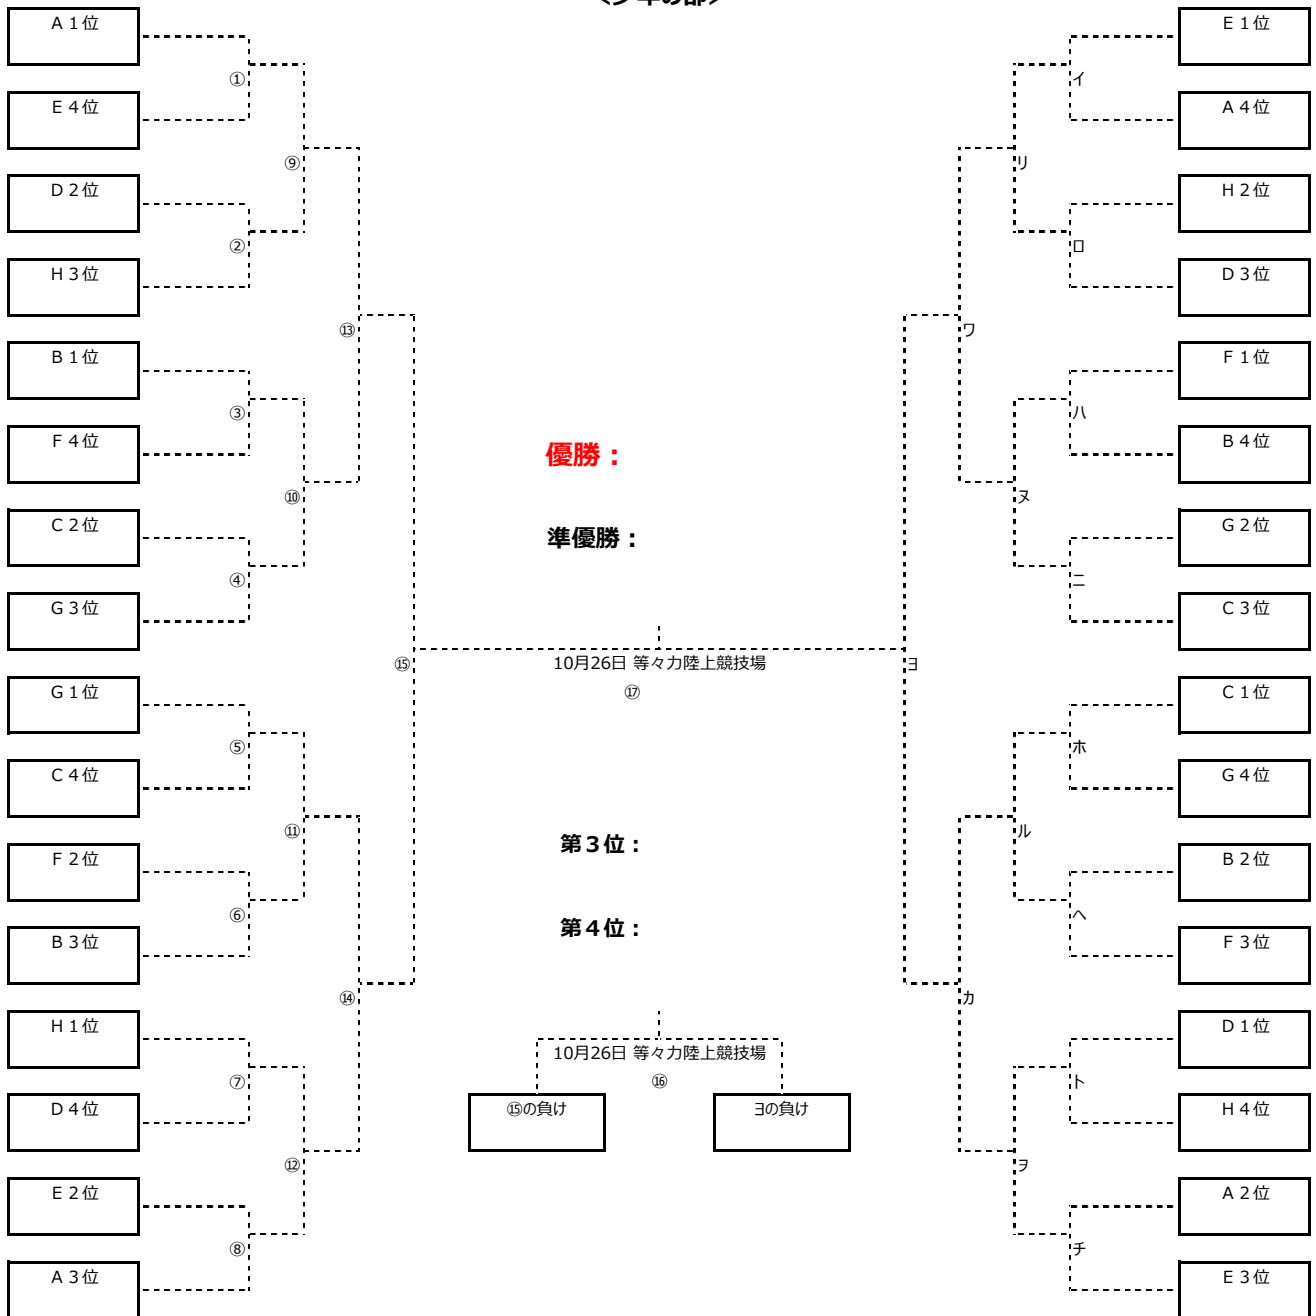 <少年の部>
A１位
E４位
D２位
H３位
B１位
F４位
C２位
G３位
G１位
C４位
F２位
B３位
H１位
D４位
E２位
A３位
①
②
③
④
⑤
⑥
⑦
⑧
⑨
⑩
⑪
⑫
⑬
⑭
⑮
優勝：
準優勝：
10月26日 等々力陸上競技場
⑰
第３位：
第４位：
10月26日 等々力陸上競技場
⑯
⑮の負け
ヨの負け
ヨ
ワ
カ
リ
ヌ
ル
ヲ
イ
ロ
ハ
ニ
ホ
ヘ
ト
チ
E１位
A４位
H２位
D３位
F１位
B４位
G２位
C３位
C１位
G４位
B２位
F３位
D１位
H４位
A２位
E３位